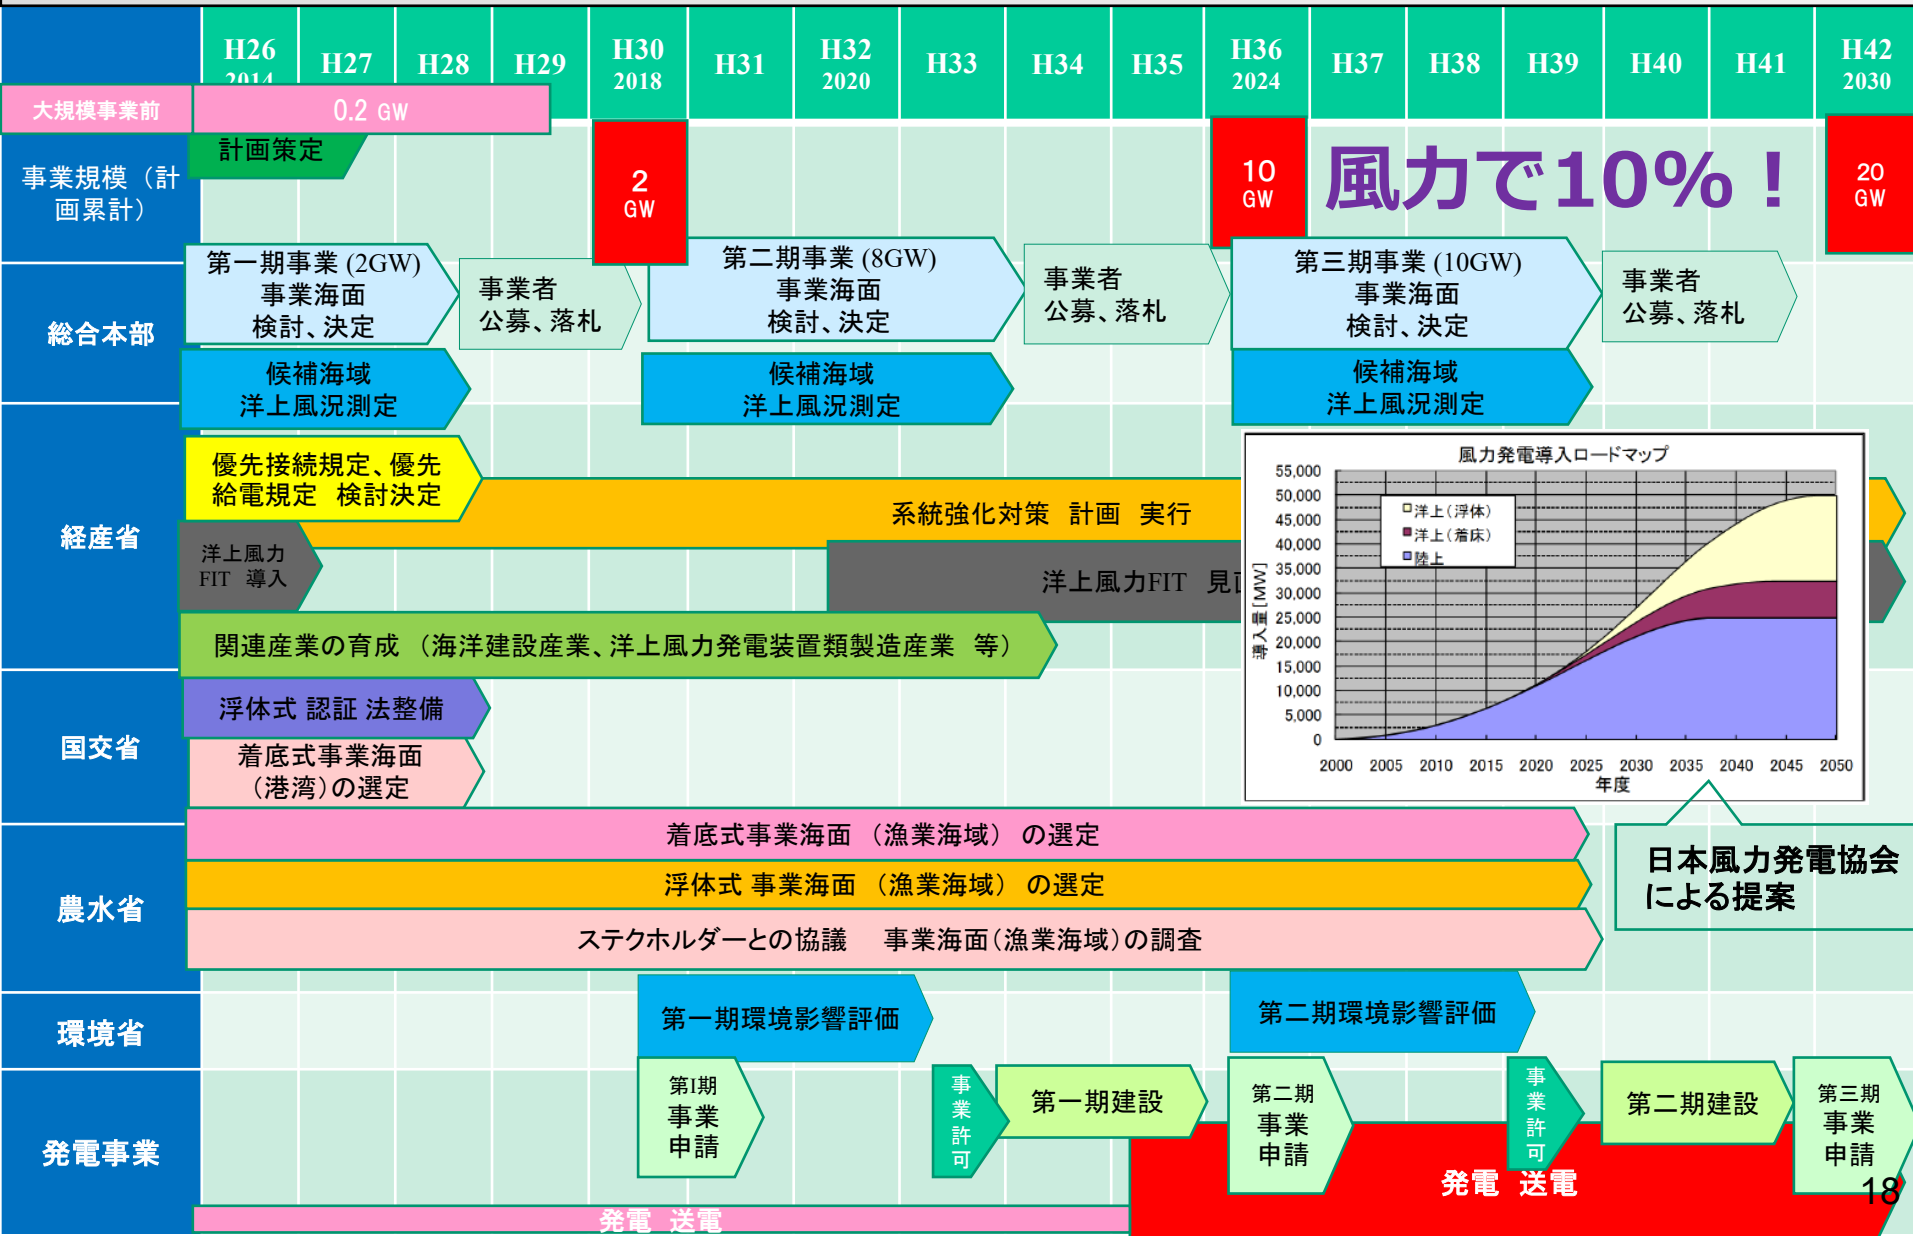 H26
2014
H27
H28
H29
H30
2018
H31
H32
2020
H33
H34
H35
H36
2024
H37
H38
H39
H40
H41
H42
2030
大規模事業前
0.2 GW
計画策定
事業規模（計
画累計）
2
GW
10
GW
風力で10%！
20
GW
総合本部
第一期事業 (2GW)
事業海面
検討、決定
事業者
公募、落札
第二期事業 (8GW)
事業海面
検討、決定
事業者
公募、落札
第三期事業 (10GW)
事業海面
検討、決定
事業者
公募、落札
候補海域
洋上風況測定
候補海域
洋上風況測定
候補海域
洋上風況測定
経産省
優先接続規定、優先
給電規定 検討決定
系統強化対策 計画 実行
洋上風力
FIT 導入
洋上風力FIT 見
関連産業の育成 （海洋建設産業、洋上風力発電装置類製造産業 等）
風力発電導入ロードマップ
55,000
50,000
45,000
40,000
35,000
30,000
25,000
20,000
15,000
10,000
5,000
0
導入量[MW]
洋上（浮体）
洋上（着床）
陸上
2000 2005 2010 2015 2020 2025 2030 2035 2040 2045 2050
年度
日本風力発電協会
による提案
国交省
浮体式 認証 法整備
着底式事業海面
（港湾）の選定
農水省
着底式事業海面 （漁業海域） の選定
浮体式 事業海面 （漁業海域） の選定
ステクホルダーとの協議 事業海面（漁業海域）の調査
環境省
第一期環境影響評価
第二期環境影響評価
発電事業
第I期
事業
申請
事業許可
第一期建設
第二期
事業
申請
事業許可
第二期建設
第三期
事業
申請
発電 送電
発電 送電
18